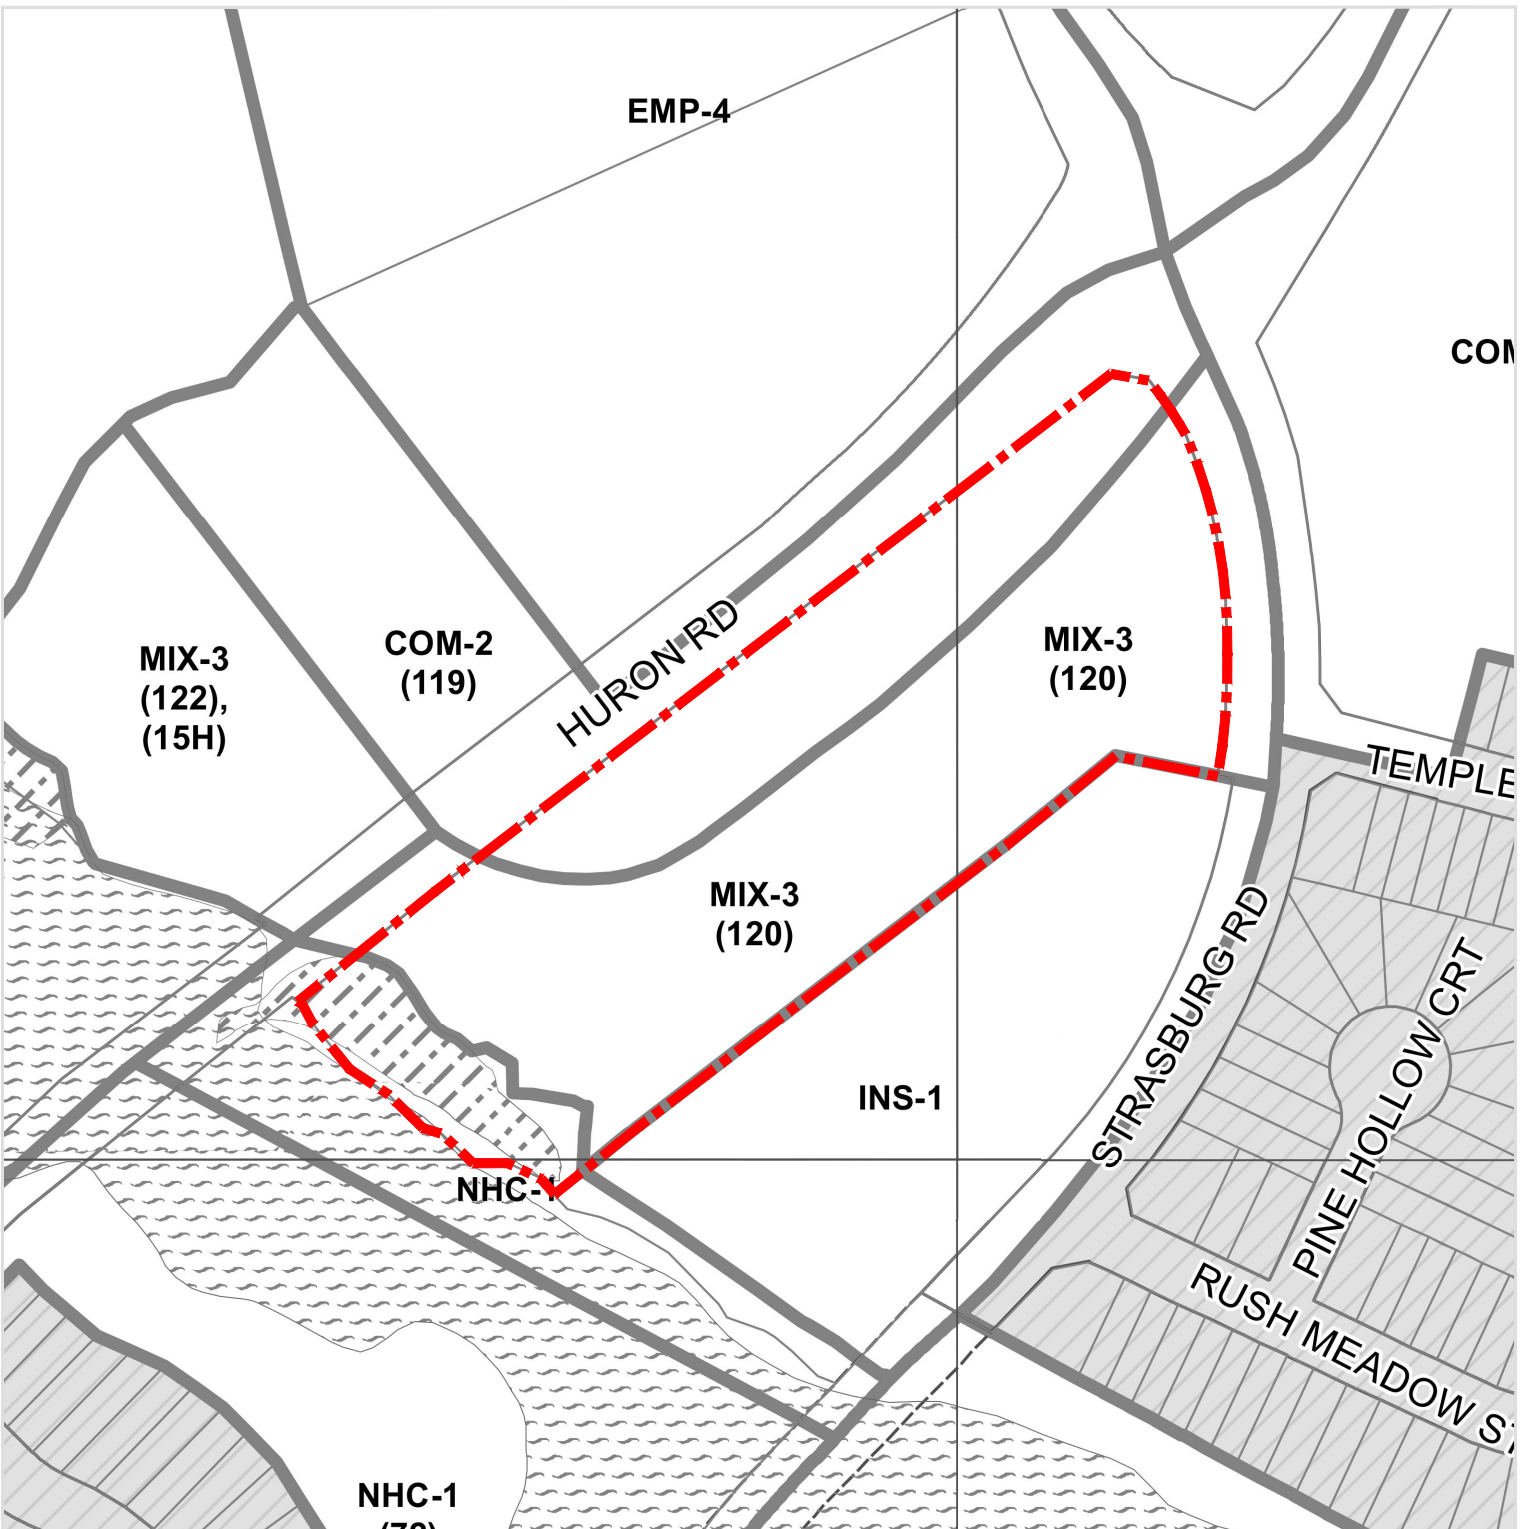 EMP-4
COM
MIX-3
(122),
(15H)
COM-2
(119)
HURON RD
MIX-3
(120)
TEMPLE
MIX-3
(120)
STRASBURG RD
PINE HOLLOW CRT
INS-1
NHC-1
RUSH MEADOW ST
NHC-1